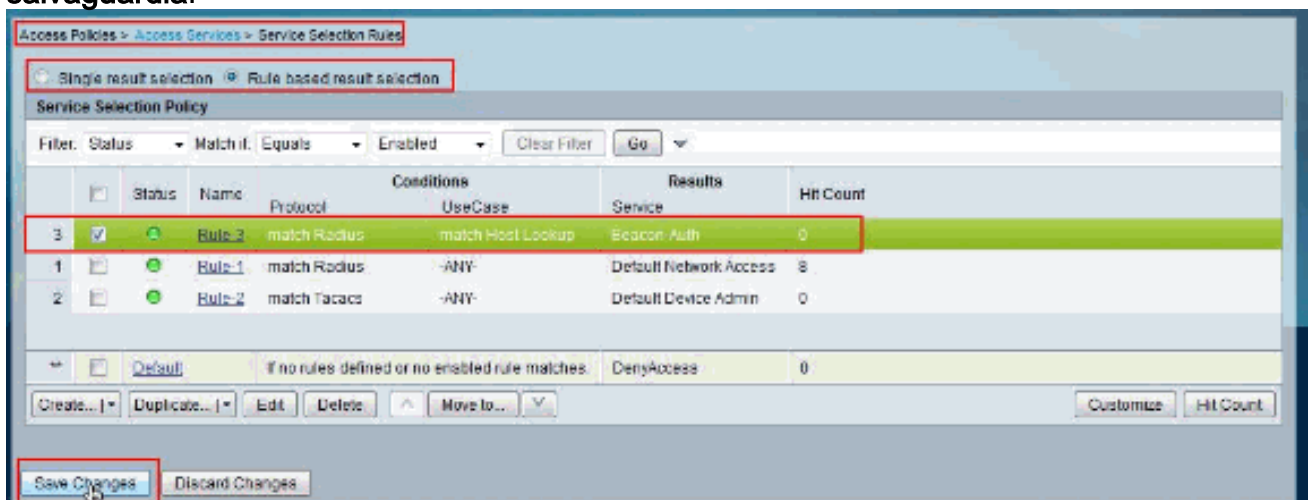 salvaguardia.
Access Policies > Access Services > Service Selection Rules
Single result selection Rule based result selection
Service Selection Policy
Filter: Status Match if: Equals Enabled Clear Filter Go
Conditions Results
Status Name Protocol UseCase Service Hit Count
3 Rule-3 match Radius match Host Lookup Beacon Auth 0
1 Rule-1 match Radius -ANY- Default Network Access 8
2 Rule-2 match Tacacs -ANY- Default Device Admin 0
** Default If no rules defined or no enabled rule matches. DenyAccess 0
Create... Duplicate... Edit Delete Move to... Customize Hit Count
Save Changes Discard Changes